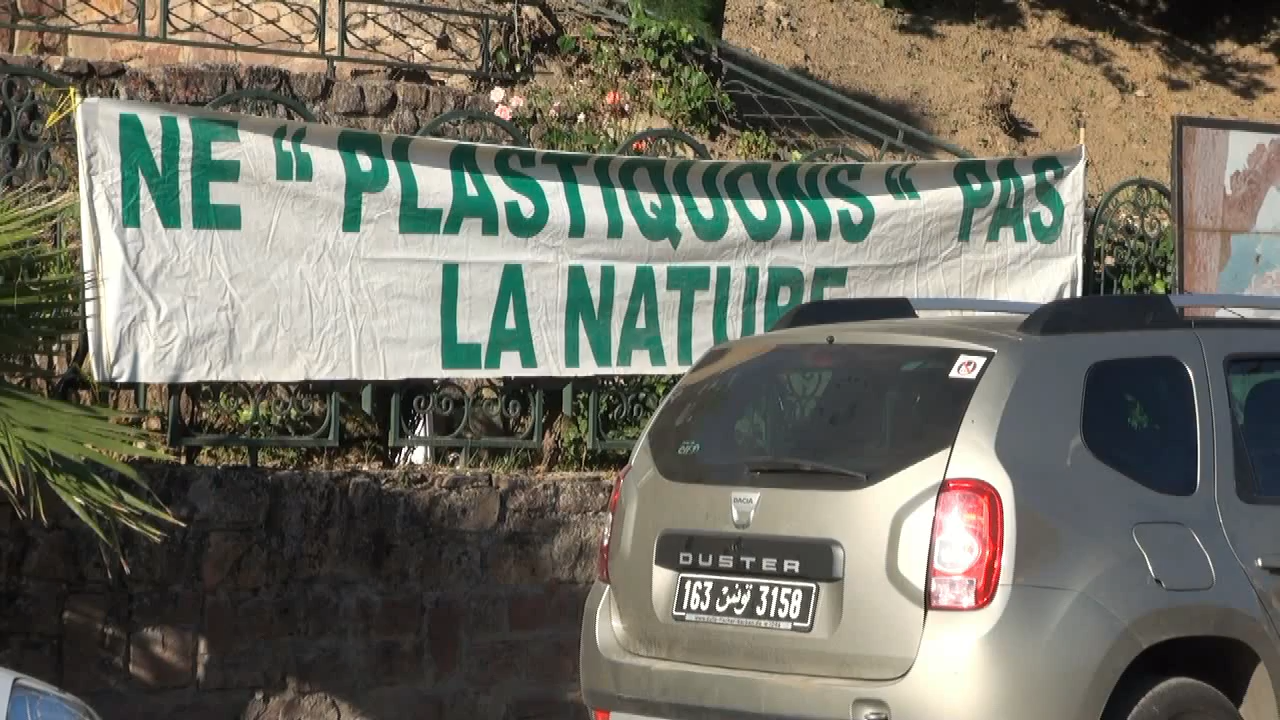 NE “ PLASTIQUONS “ PAS
LA NATURE
DACIA
DUSTER
163 تونس 3158